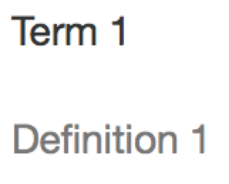 Term 1
Definition 1